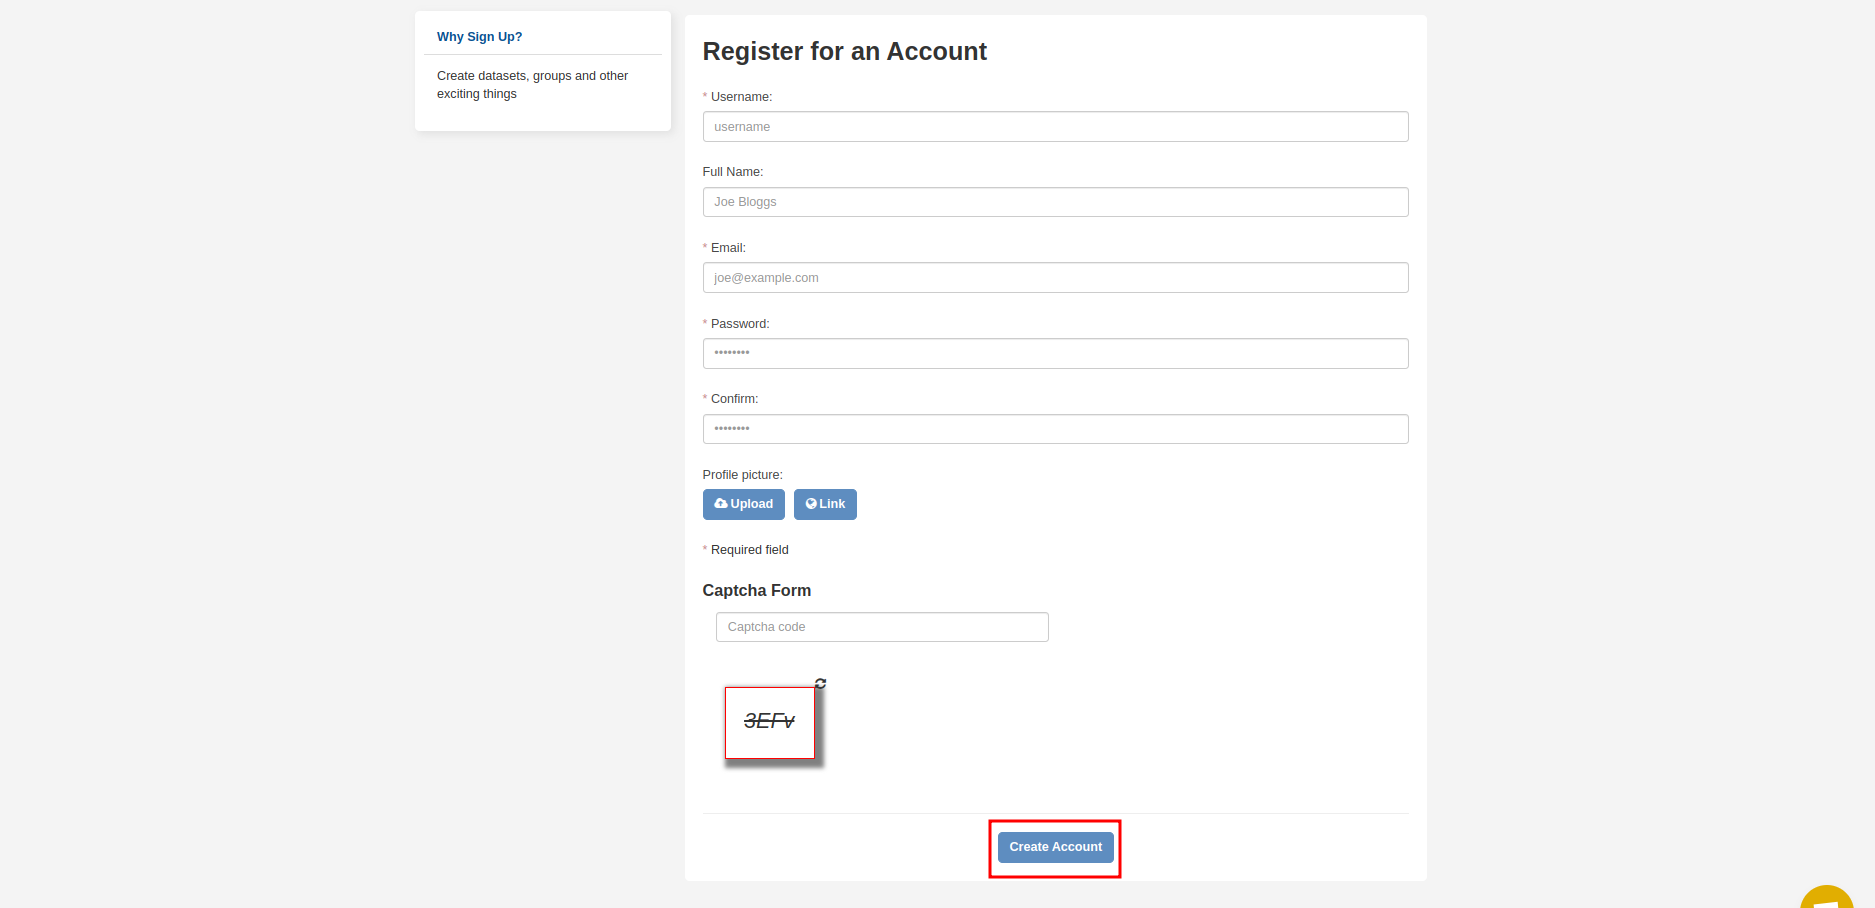 Why Sign Up?
Create datasets, groups and other
exciting things
Register for an Account
* Username:
username
Full Name:
Joe Bloggs
* Email:
joe@example.com
* Password:
••••••••
* Confirm:
••••••••
Profile picture:
Upload Link
* Required field
Captcha Form
Captcha code
3EFv
Create Account